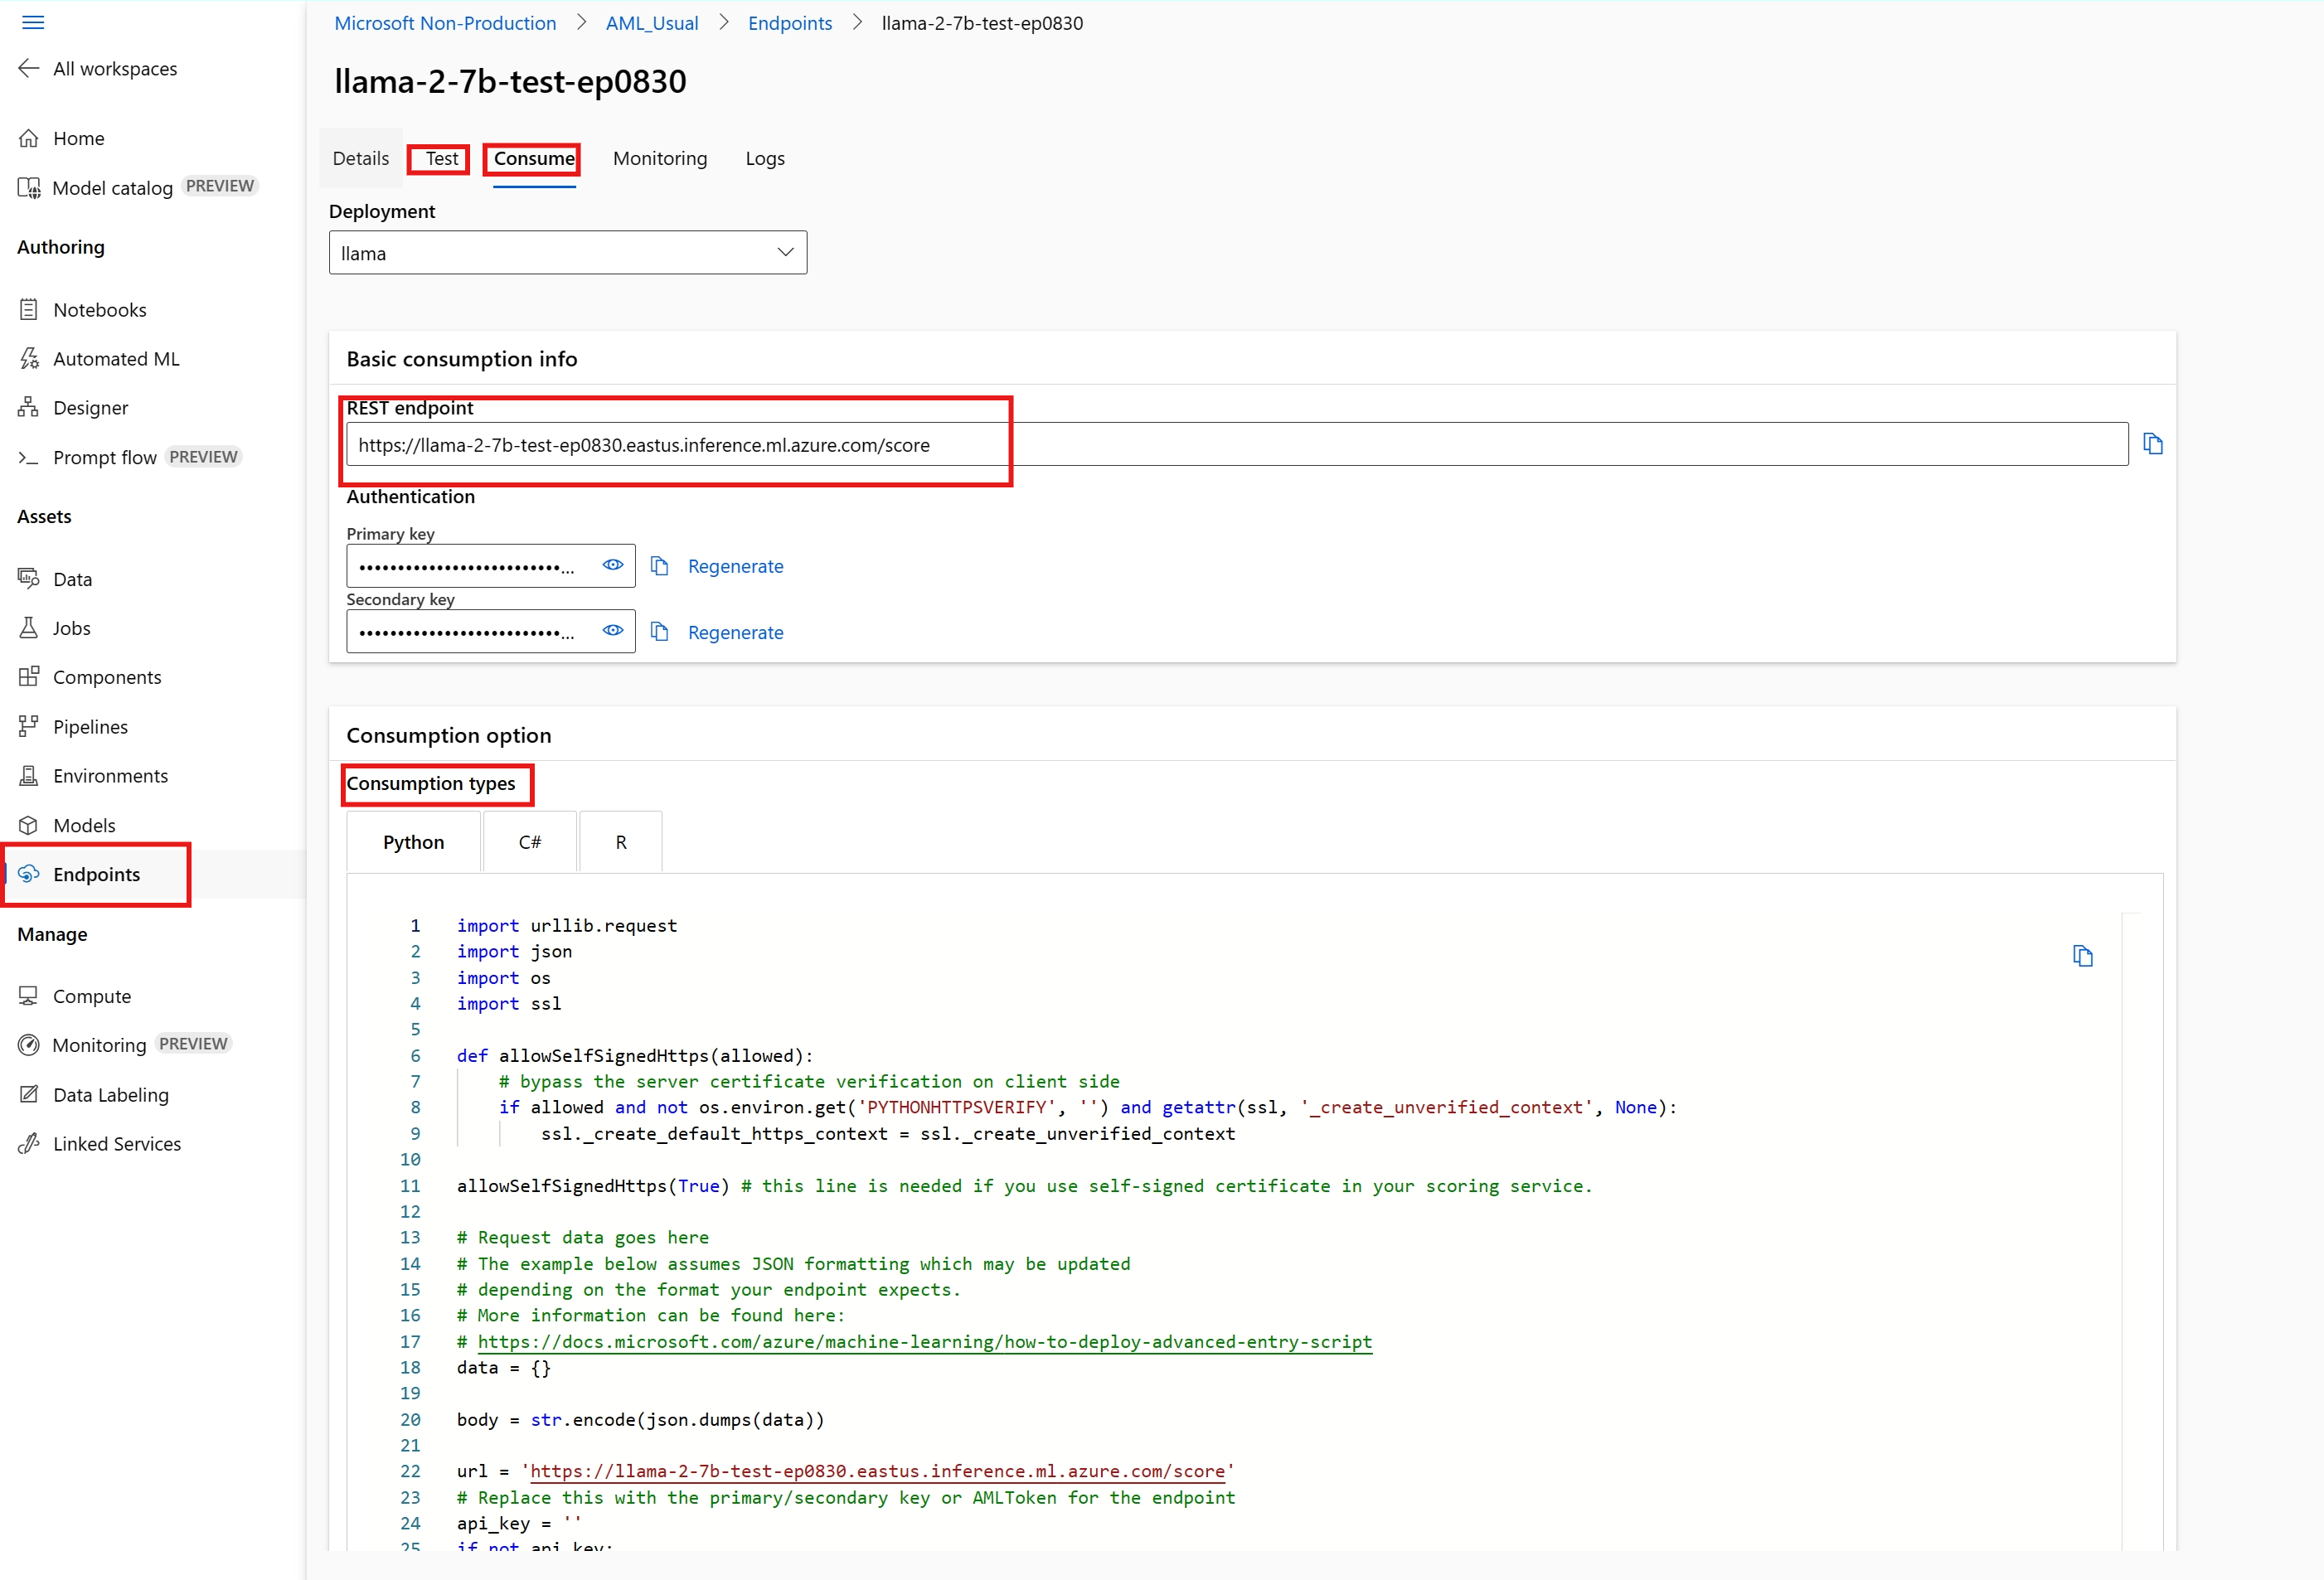 Microsoft Non-Production > AML_Usual > Endpoints > llama-2-7b-test-ep0830
All workspaces
Home
Model catalog PREVIEW
Authoring
Notebooks
Automated ML
Designer
Prompt flow PREVIEW
Assets
Data
Jobs
Components
Pipelines
Environments
Models
Endpoints
Manage
Compute
Monitoring PREVIEW
Data Labeling
Linked Services
llama-2-7b-test-ep0830
Details Test Consume Monitoring Logs
Deployment
llama
Basic consumption info
REST endpoint
https://llama-2-7b-test-ep0830.eastus.inference.ml.azure.com/score
Authentication
Primary key
••••••••••••••••••••••••••... Regenerate
Secondary key
••••••••••••••••••••••••••... Regenerate
Consumption option
Consumption types
Python C# R
1 import urllib.request
2 import json
3 import os
4 import ssl
5
6 def allowSelfSignedHttps(allowed):
7 # bypass the server certificate verification on client side
8 if allowed and not os.environ.get('PYTHONHTTPSVERIFY', '') and getattr(ssl, '_create_unverified_context', None):
9 ssl._create_default_https_context = ssl._create_unverified_context
10
11 allowSelfSignedHttps(True) # this line is needed if you use self-signed certificate in your scoring service.
12
13 # Request data goes here
14 # The example below assumes JSON formatting which may be updated
15 # depending on the format your endpoint expects.
16 # More information can be found here:
17 # https://docs.microsoft.com/azure/machine-learning/how-to-deploy-advanced-entry-script
18 data = {}
19
20 body = str.encode(json.dumps(data))
21
22 url = 'https://llama-2-7b-test-ep0830.eastus.inference.ml.azure.com/score'
23 # Replace this with the primary/secondary key or AMLToken for the endpoint
24 api_key = ''
25 if not api_key: